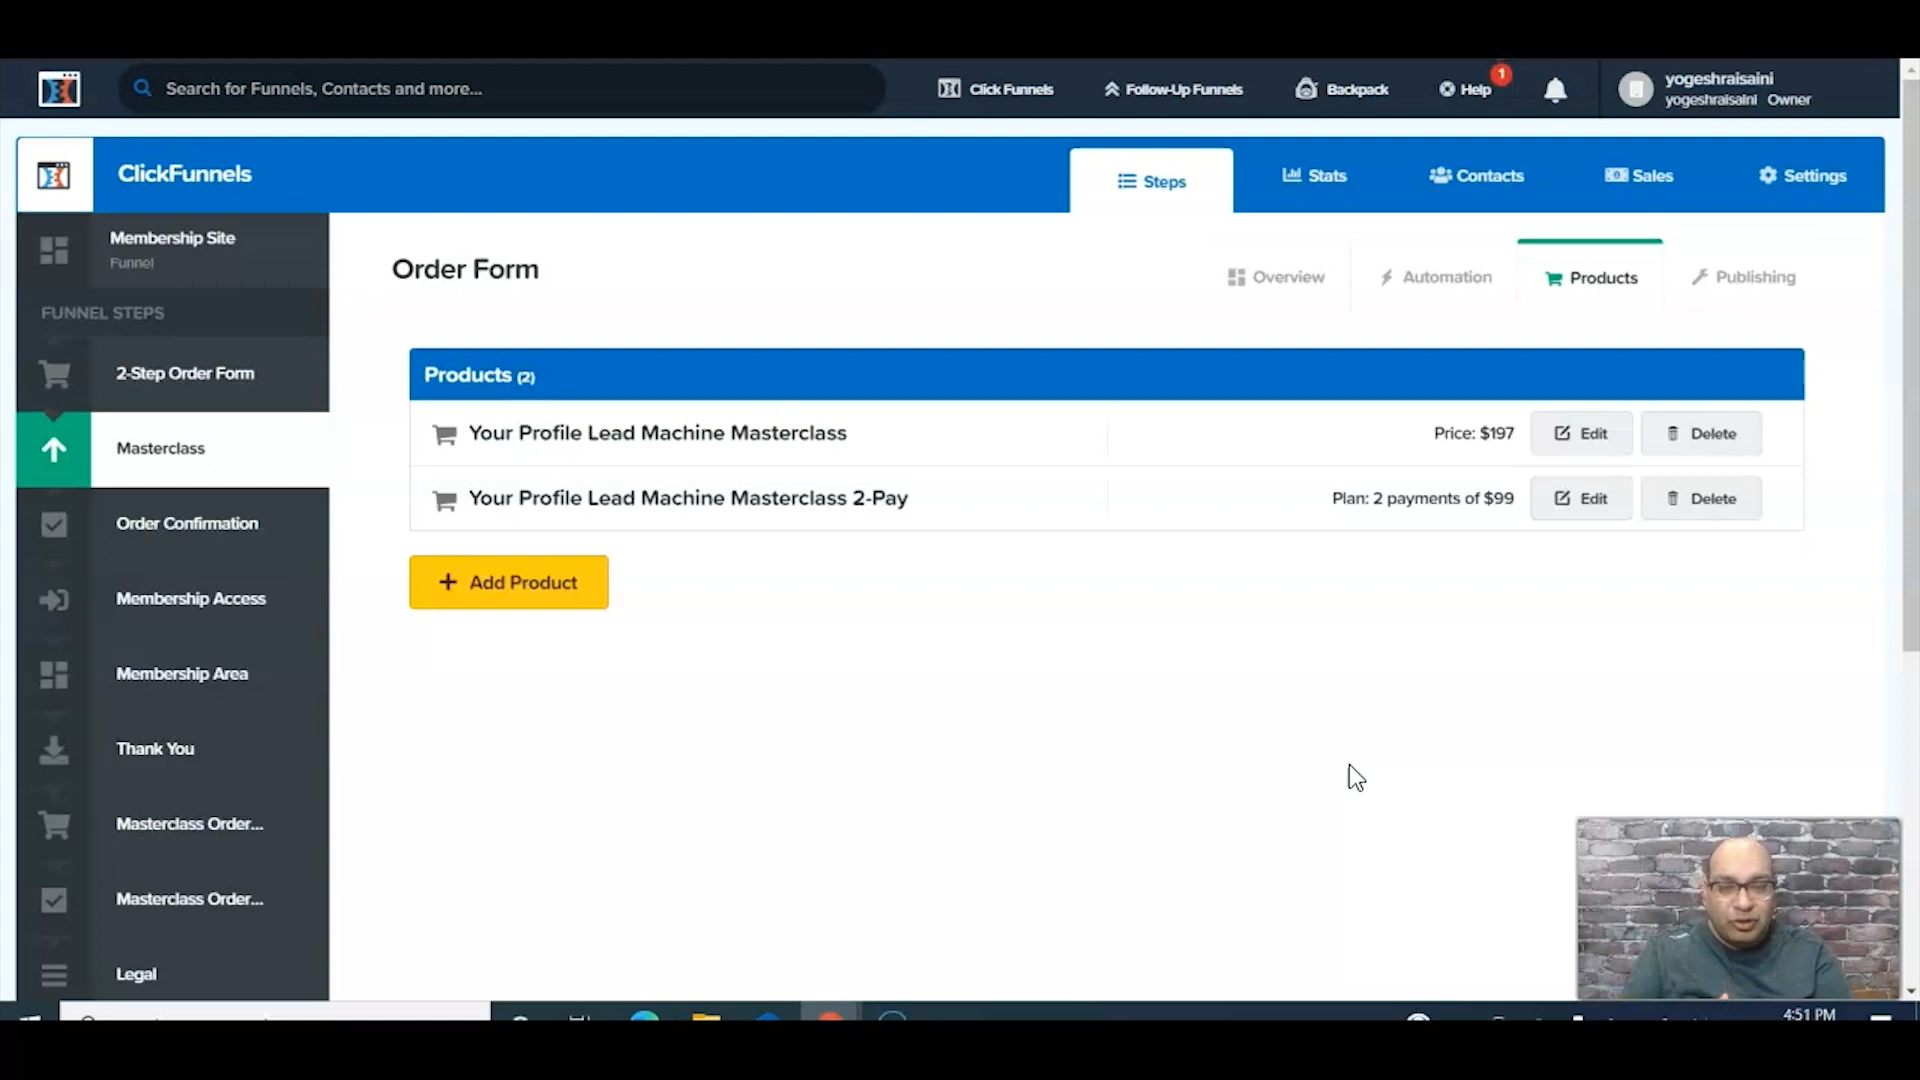 Search for Funnels, Contacts and more...
Click Funnels
Follow-Up Funnels
Backpack
Help
1
yogeshraisaini
yogeshraisaini Owner
ClickFunnels
Steps
Stats
Contacts
Sales
Settings
Membership Site
Funnel
FUNNEL STEPS
2-Step Order Form
Masterclass
Order Confirmation
Membership Access
Membership Area
Thank You
Masterclass Order...
Masterclass Order...
Legal
Order Form
Overview
Automation
Products
Publishing
Products (2)
Your Profile Lead Machine Masterclass
Price: $197
Edit
Delete
Your Profile Lead Machine Masterclass 2-Pay
Plan: 2 payments of $99
Edit
Delete
+ Add Product
4:51 PM